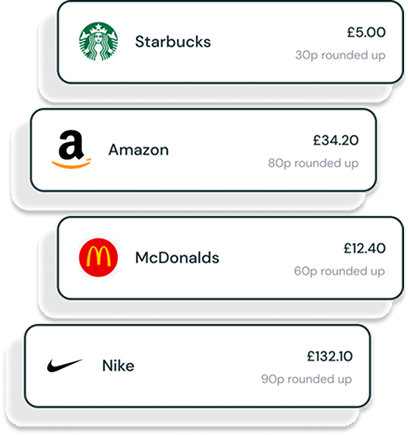 Starbucks
£5.00
30p rounded up
a
Amazon
£34.20
80p rounded up
McDonalds
£12.40
60p rounded up
Nike
£132.10
90p rounded up